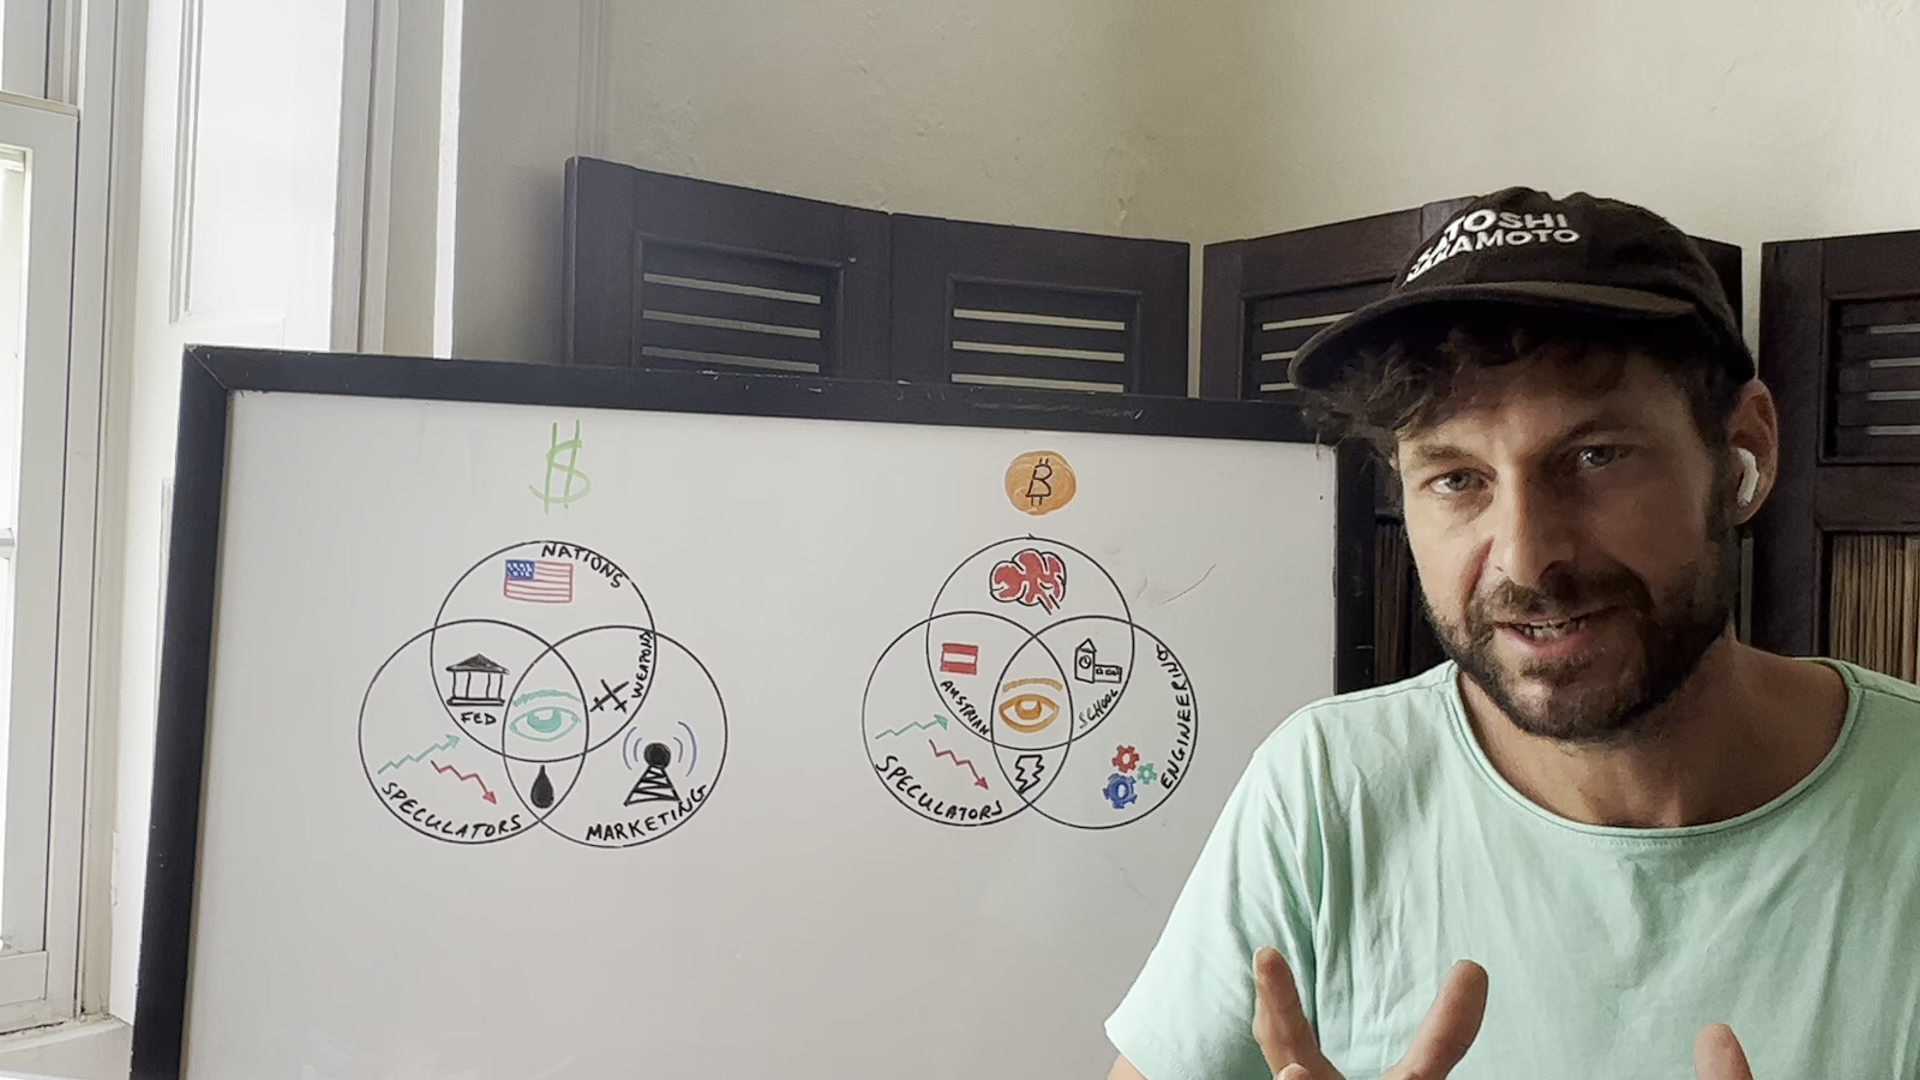 SATOSHI
NAKAMOTO
$
B
NATIONS
FED
WEAPONS
SPECULATORS
MARKETING
AUSTRIAN
SCHOOL
SPECULATORS
ENGINEERING